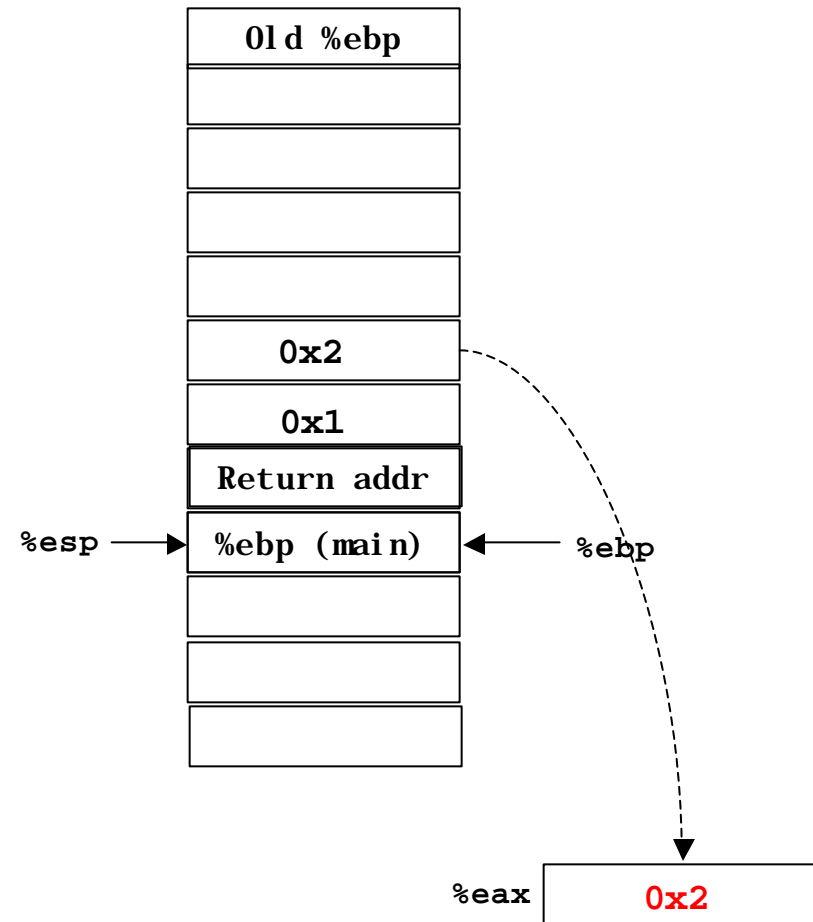 Old %ebp
0x2
0x1
Return addr
%esp
%ebp (main)
%ebp
%eax
0x2